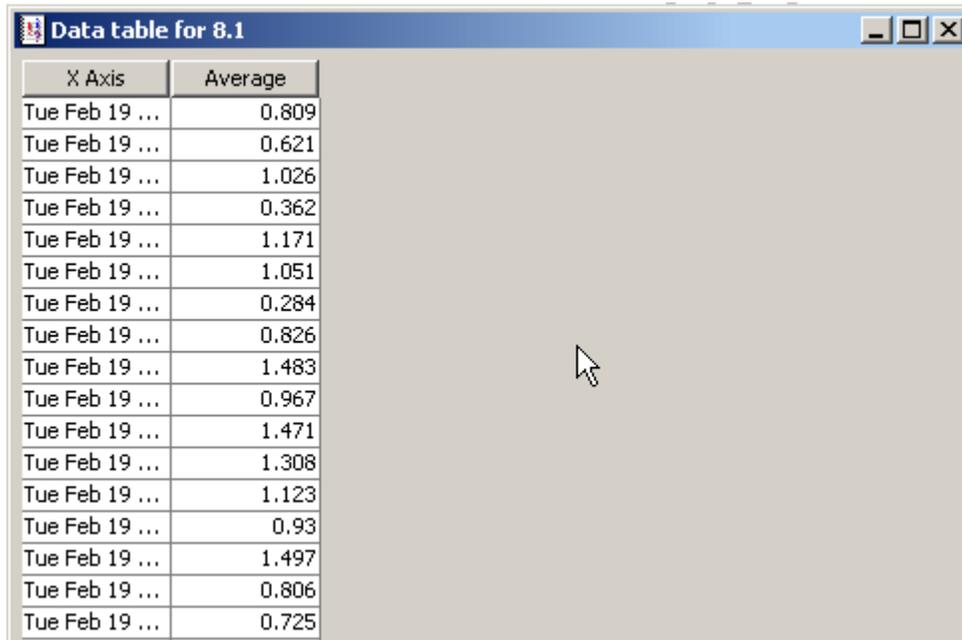 Data table for 8.1
X Axis Average
Tue Feb 19 ... 0.809
Tue Feb 19 ... 0.621
Tue Feb 19 ... 1.026
Tue Feb 19 ... 0.362
Tue Feb 19 ... 1.171
Tue Feb 19 ... 1.051
Tue Feb 19 ... 0.284
Tue Feb 19 ... 0.826
Tue Feb 19 ... 1.483
Tue Feb 19 ... 0.967
Tue Feb 19 ... 1.471
Tue Feb 19 ... 1.308
Tue Feb 19 ... 1.123
Tue Feb 19 ... 0.93
Tue Feb 19 ... 1.497
Tue Feb 19 ... 0.806
Tue Feb 19 ... 0.725